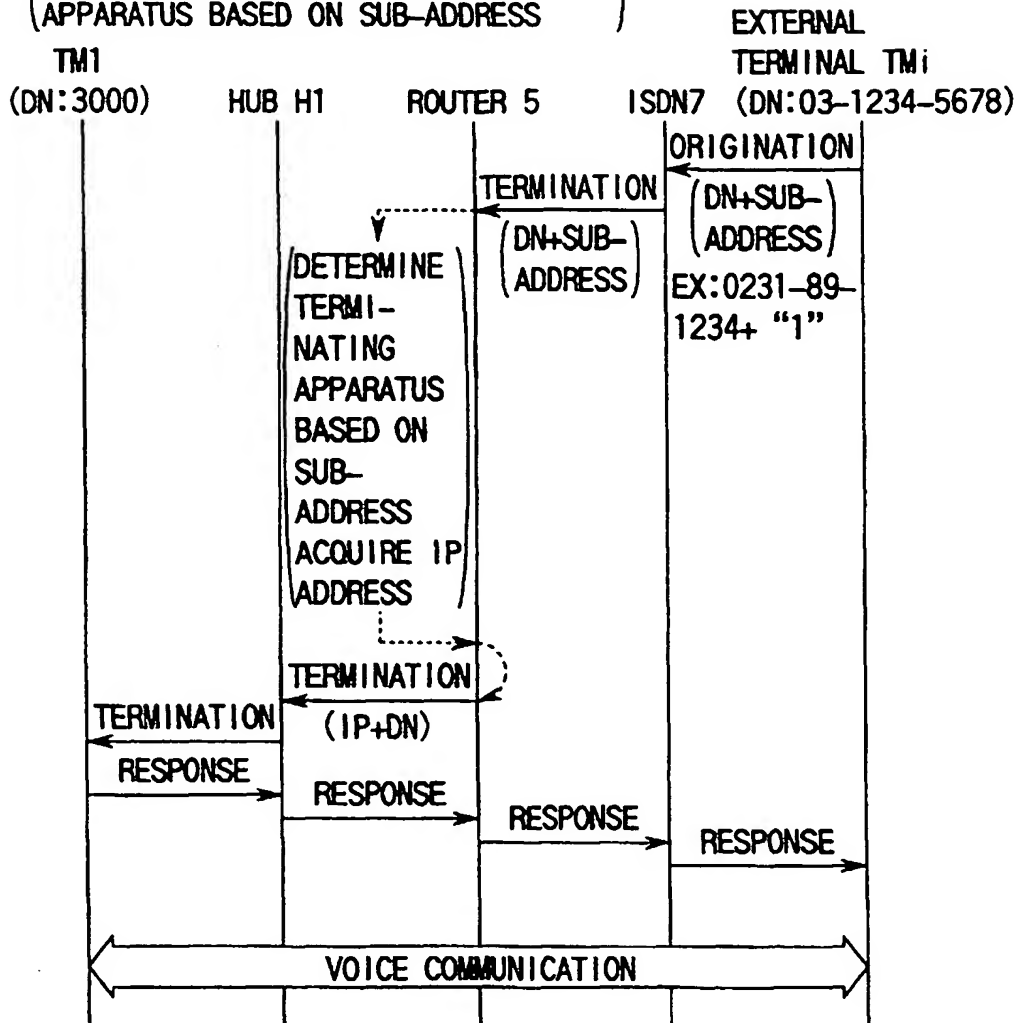 (APPARATUS BASED ON SUB-ADDRESS )
EXTERNAL
TERMINAL TMi
TM1
(DN:3000) HUB H1 ROUTER 5 ISDN7 (DN:03-1234-5678)
ORIGINATION
(DN+SUB-
ADDRESS)
EX:0231-89-
1234+ “1”
TERMINATION
(DN+SUB-
ADDRESS)
(DETERMINE
TERMI-
NATING
APPARATUS
BASED ON
SUB-
ADDRESS
ACQUIRE IP
ADDRESS)
TERMINATION
(IP+DN)
TERMINATION
RESPONSE
RESPONSE
RESPONSE
RESPONSE
VOICE COMMUNICATION